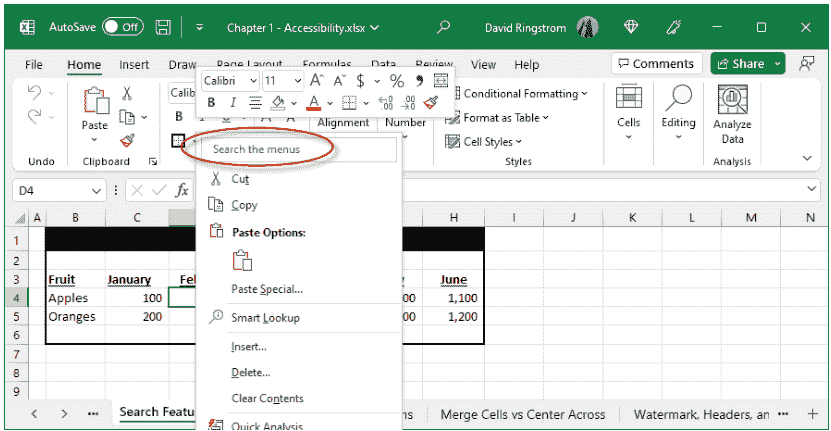 AutoSave Off Chapter 1 - Accessibility.xlsx David Ringstrom
File Home Insert Draw Page Layout Formulas Data Review View Help Comments Share
Calibri 11 $ % 9
B I A
Paste
Undo Clipboard
Alignment Number
Conditional Formatting
Format as Table
Cell Styles
Styles
Cells Editing Analyze
Data
Analysis
D4 fx
Search the menus
Cut
Copy
Paste Options:
Paste Special...
Smart Lookup
Insert...
Delete...
Clear Contents
Quick Analysis
A B C H I J K L M N
1
2
3 Fruit January June
4 Apples 100 1,100
5 Oranges 200 1,200
6
7
8
9
Search Featu Merge Cells vs Center Across Watermark, Headers, an